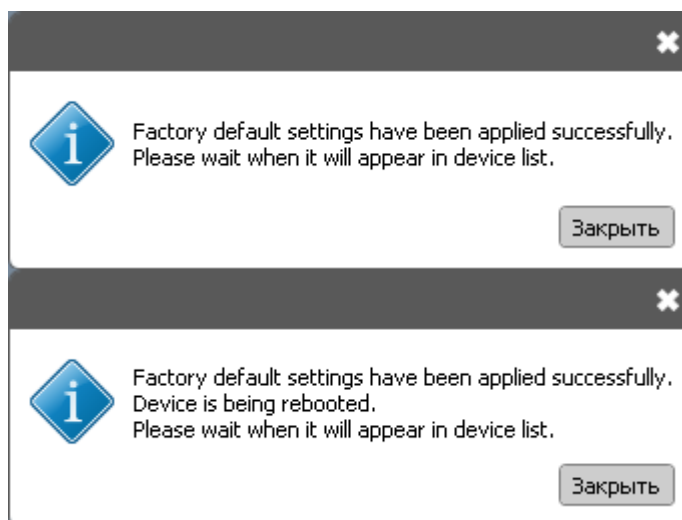 Factory default settings have been applied successfully.
Please wait when it will appear in device list.
Закрыть
Factory default settings have been applied successfully.
Device is being rebooted.
Please wait when it will appear in device list.
Закрыть